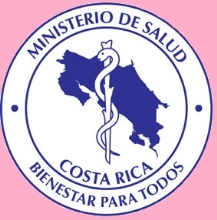 MINISTERIO DE SALUD
COSTA RICA
BIENESTAR PARA TODOS